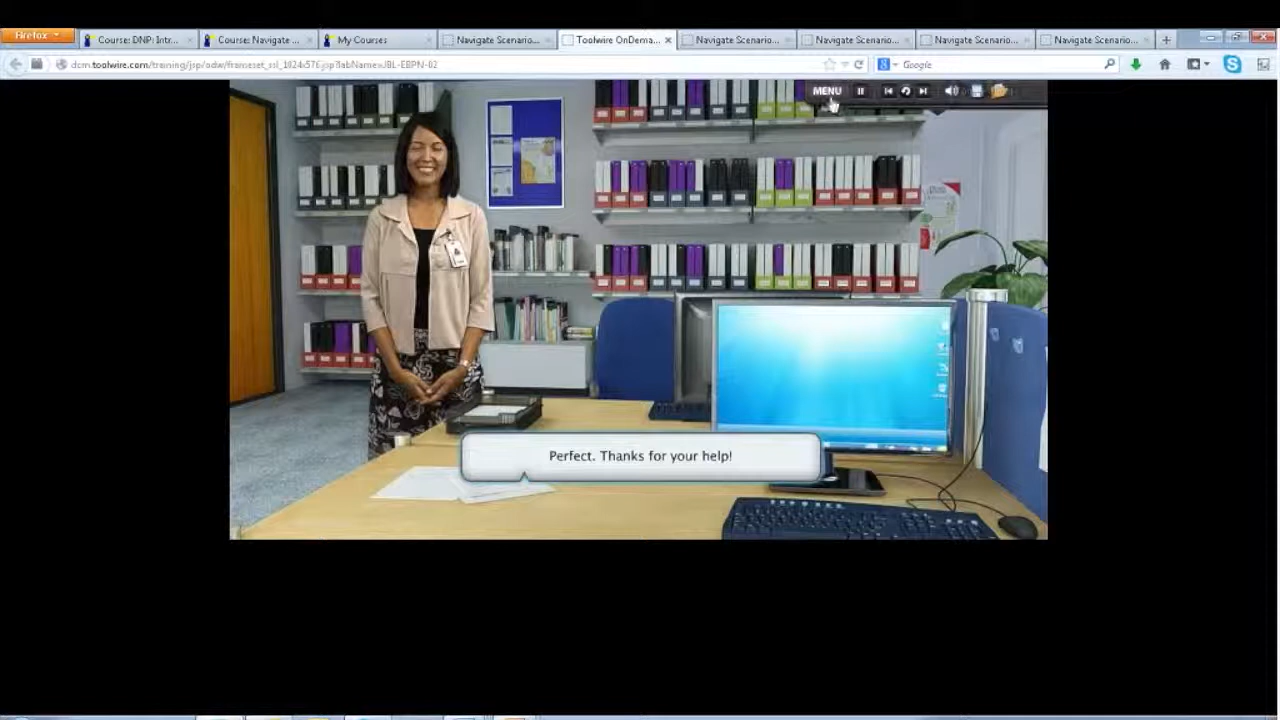 Firefox
Course: DNP: Intr...
Course: Navigate ...
My Courses
Navigate Scenario...
Toolwire OnDema...
Navigate Scenario...
Navigate Scenario...
Navigate Scenario...
Navigate Scenario...
Google
MENU
Perfect. Thanks for your help!